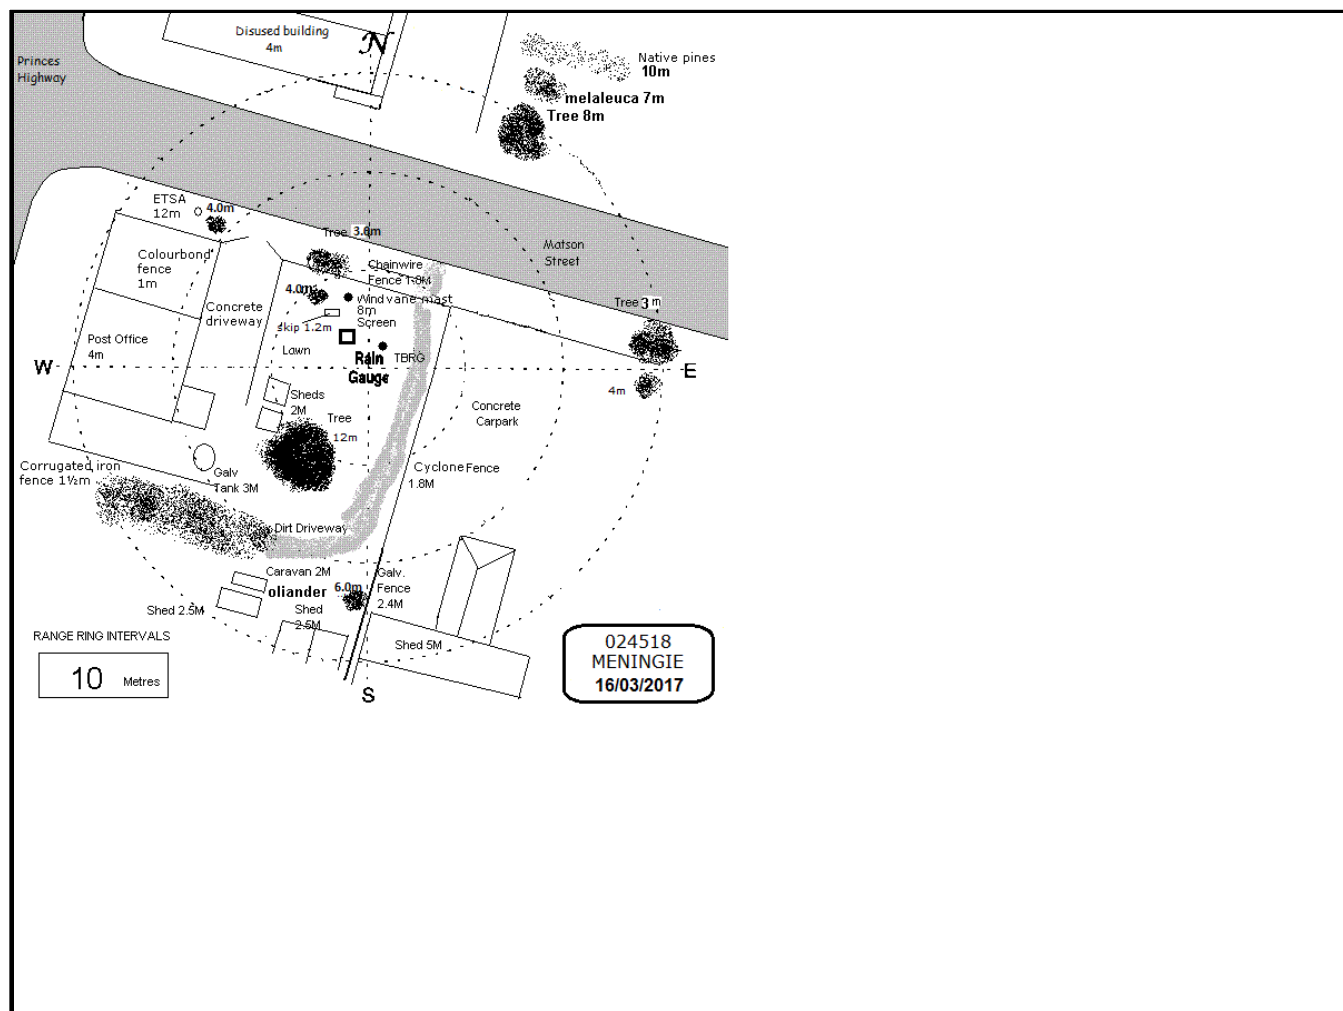 Disused building
4m
N
Princes
Highway
Native pines
10m
melaleuca 7m
Tree 8m
ETSA
12m
4.0m
Tree 3.0m
Matson
Street
Colourbond
fence
1m
Chainwire
Fence 1.8M
4.0m
Wind vane mast
8m
Screen
Tree 3 m
Concrete
driveway
skip 1.2m
Post Office
4m
Lawn
Rain
Gauge
TBRG
W
E
4m
Sheds
2M
Tree
12m
Concrete
Carpark
Corrugated iron
fence 1½m
Galv
Tank 3M
Cyclone Fence
1.8M
Dirt Driveway
Caravan 2M
oliander
6.0m
Galv.
Fence
2.4M
Shed 2.5M
Shed
2.5M
Shed 5M
RANGE RING INTERVALS
10 Metres
S
024518
MENINGIE
16/03/2017